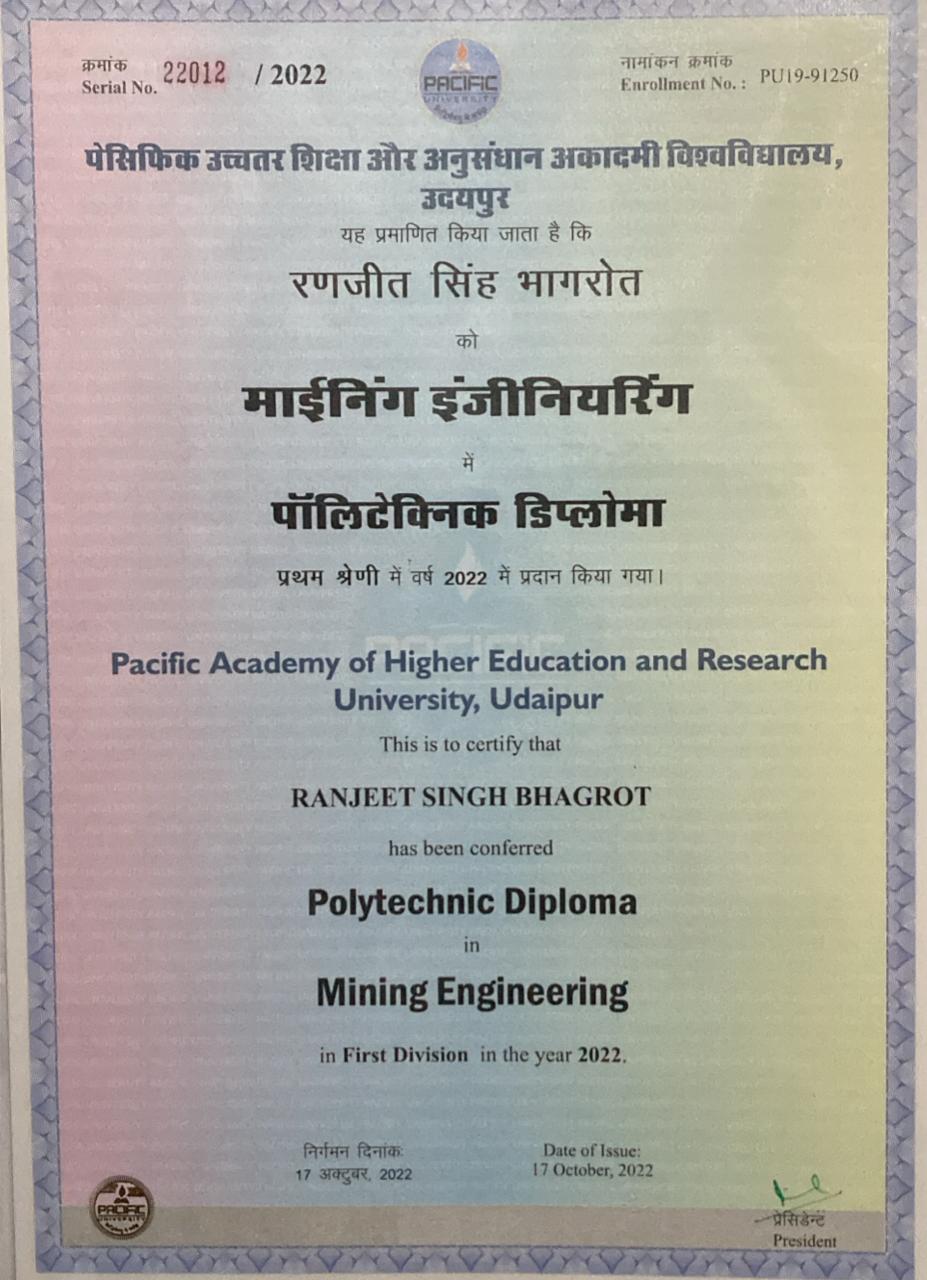 क्रमांक
Serial No. 22012 / 2022
PACIFIC
UNIVERSITY
नामांकन क्रमांक
Enrollment No. : PU19-91250
पेसिफिक उच्चतर शिक्षा और अनुसंधान अकादमी विश्वविद्यालय,
उदयपुर
यह प्रमाणित किया जाता है कि
रणजीत सिंह भागरोत
को
माईनिंग इंजीनियरिंग
में
पॉलिटेक्निक डिप्लोमा
प्रथम श्रेणी में वर्ष 2022 में प्रदान किया गया।
PACIFIC
Pacific Academy of Higher Education and Research
University, Udaipur
This is to certify that
RANJEET SINGH BHAGROT
has been conferred
Polytechnic Diploma
in
Mining Engineering
in First Division in the year 2022.
निर्गमन दिनांक:
17 अक्टुबर, 2022
Date of Issue:
17 October, 2022
PACIFIC
UNIVERSITY
प्रेसिडेन्ट
President